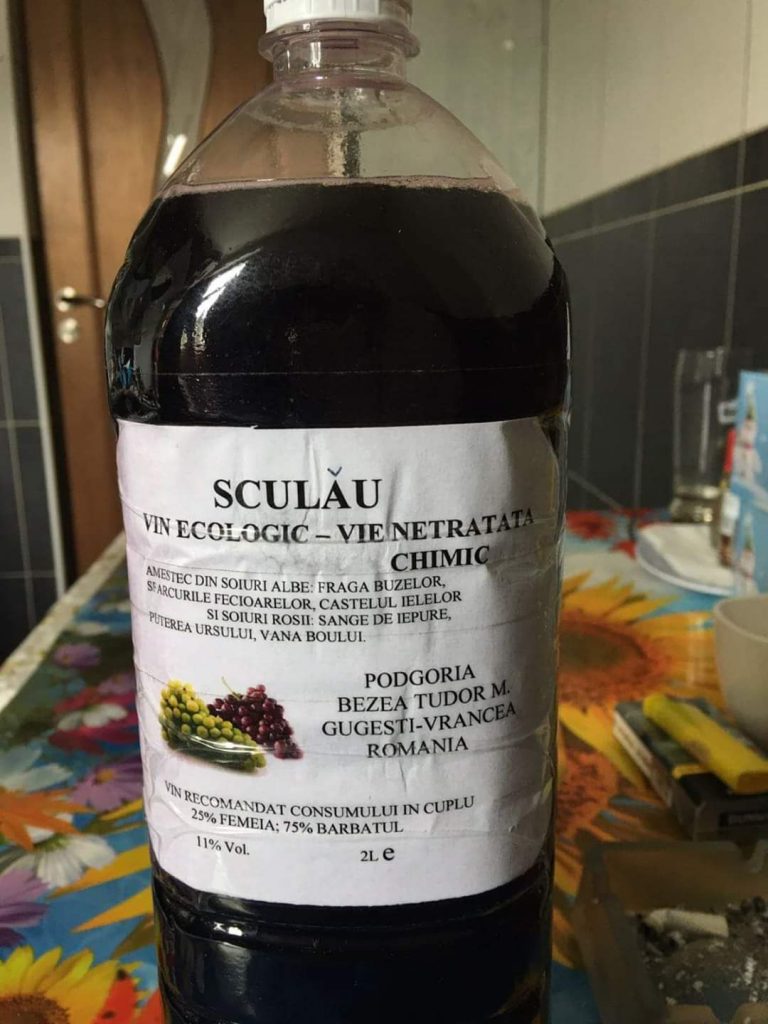 SCULĂU
VIN ECOLOGIC – VIE NETRATATA
CHIMIC
AMESTEC DIN SOIURI ALBE: FRAGA BUZELOR,
SFARCURILE FECIOARELOR, CASTELUL IELELOR
SI SOIURI ROSII: SANGE DE IEPURE,
PUTEREA URSULUI, VANA BOULUI.
PODGORIA
BEZEA TUDOR M.
GUGESTI-VRANCEA
ROMANIA
VIN RECOMANDAT CONSUMULUI IN CUPLU
25% FEMEIA; 75% BARBATUL
11% Vol. 2L e